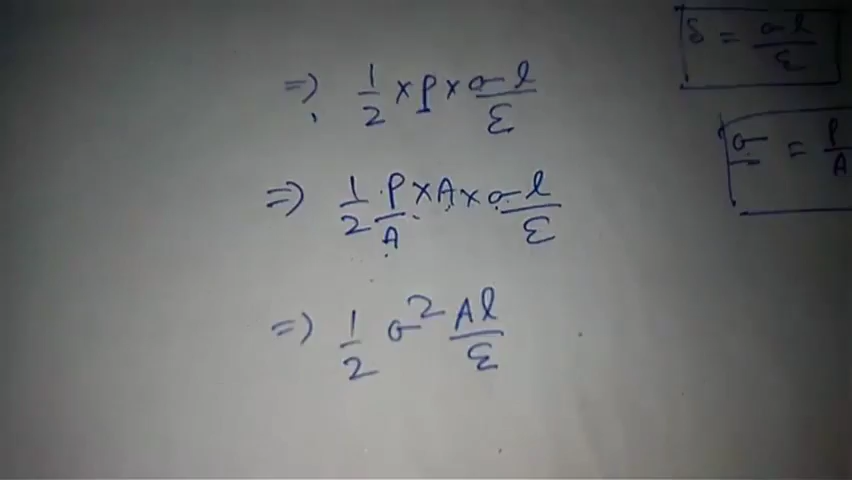 δ = σl/E
σ = P/A
=> 1/2 × P × σl/E
=> 1/2 P/A × A × σl/E
=> 1/2 σ² Al/E